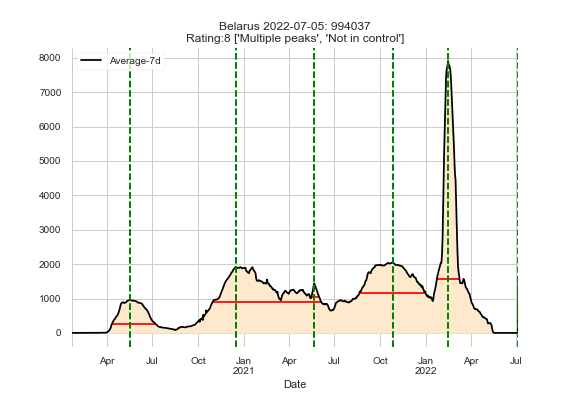 Belarus 2022-07-05: 994037
Rating:8 ['Multiple peaks', 'Not in control']
Average-7d
8000
7000
6000
5000
4000
3000
2000
1000
0
Apr Jul Oct Jan Apr Jul Oct Jan Apr Jul
2021 2022
Date